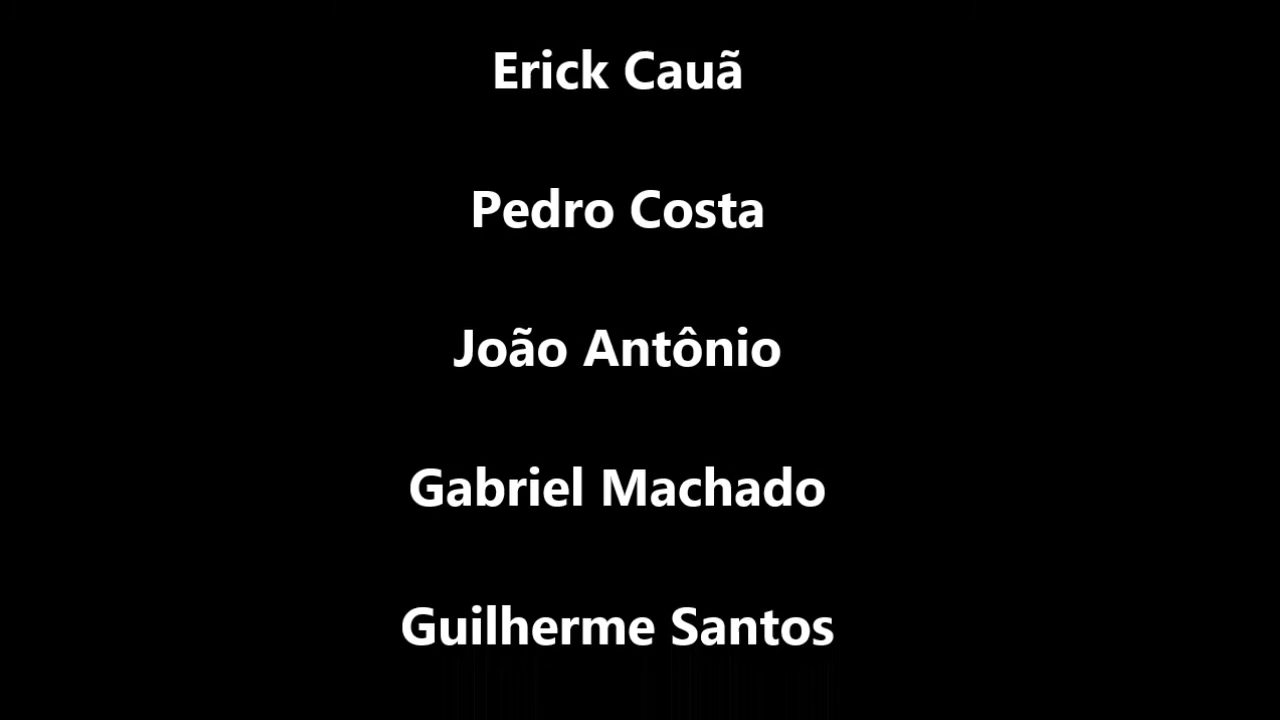 Erick Cauã
Pedro Costa
João Antônio
Gabriel Machado
Guilherme Santos